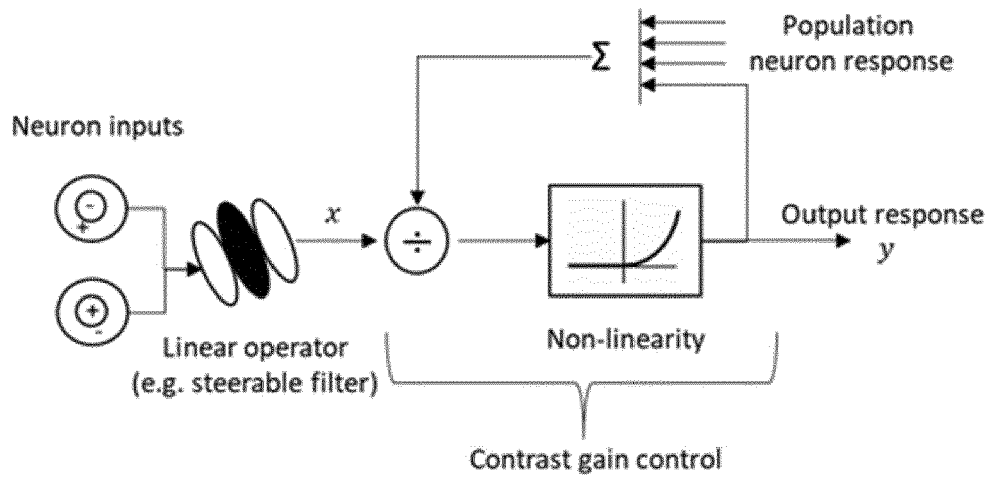 Population
neuron response
Σ
Neuron inputs
-
+
x
÷
Output response
y
+
-
Linear operator
(e.g. steerable filter)
Non-linearity
Contrast gain control